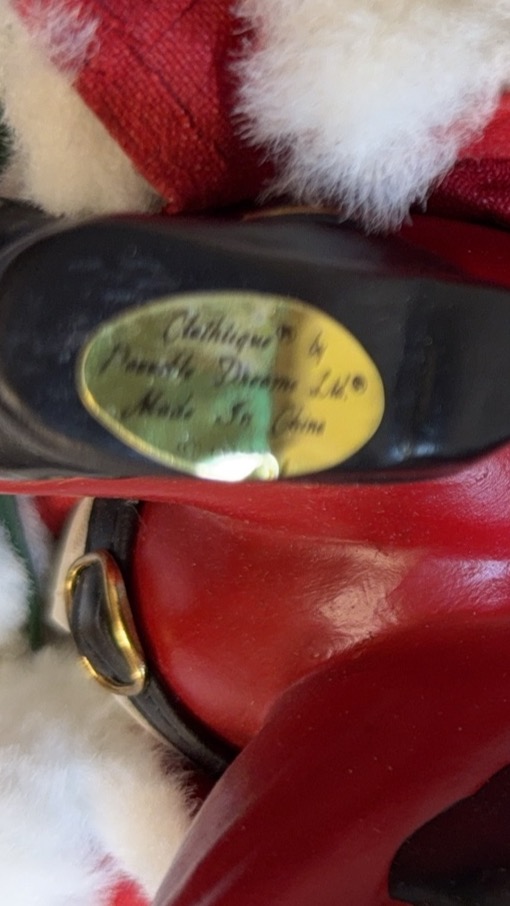 Clothtique® by
Possible Dreams Ltd.®
Made In China